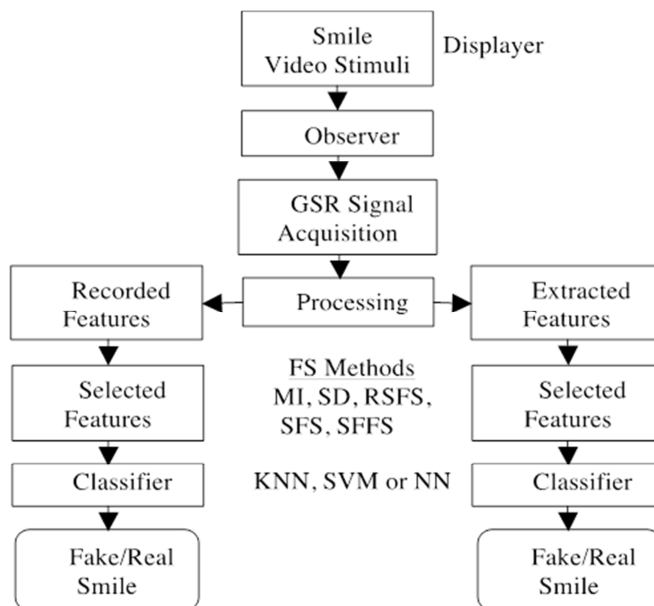 Smile
Video Stimuli
Displayer
Observer
GSR Signal
Acquisition
Processing
Recorded
Features
Extracted
Features
FS Methods
MI, SD, RSFS,
SFS, SFFS
Selected
Features
Selected
Features
Classifier
KNN, SVM or NN
Classifier
Fake/Real
Smile
Fake/Real
Smile